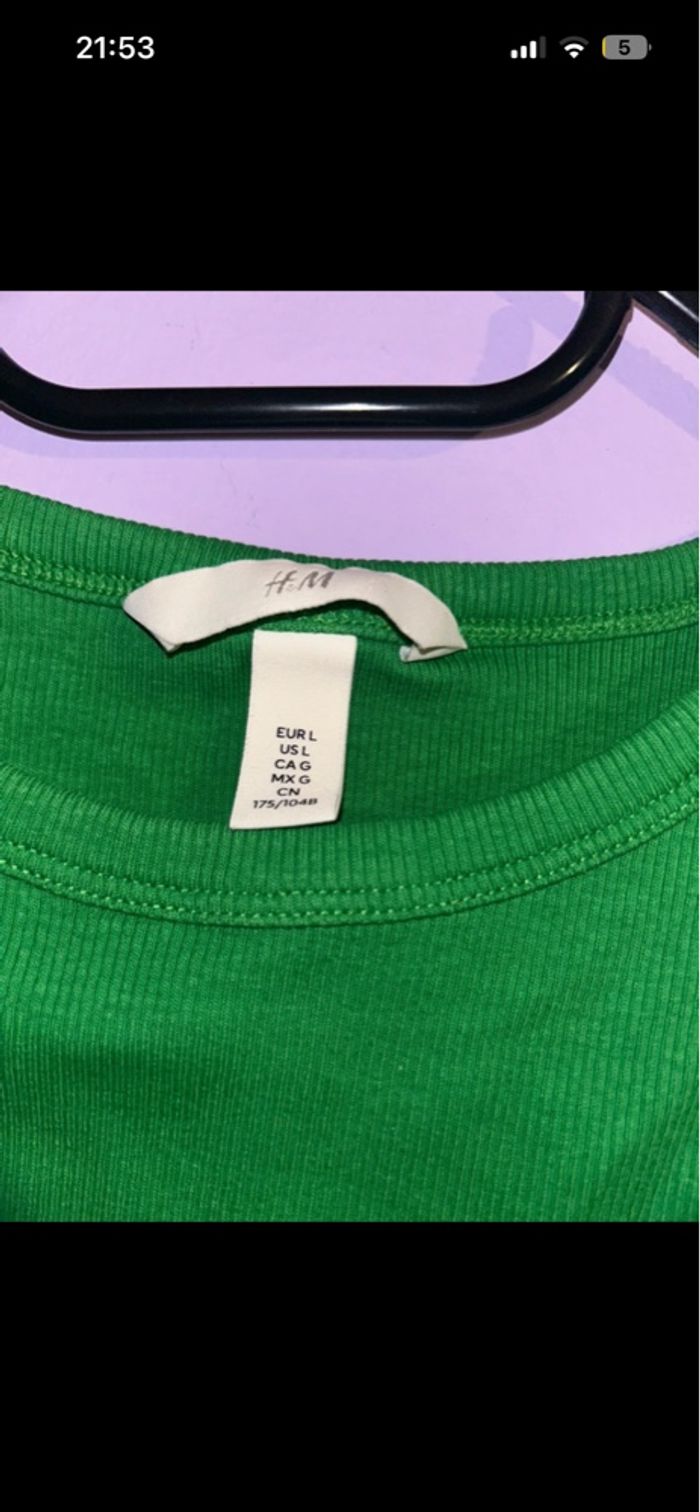 21:53
5
H&M
EUR L
US L
CA G
MX G
CN
175/104B